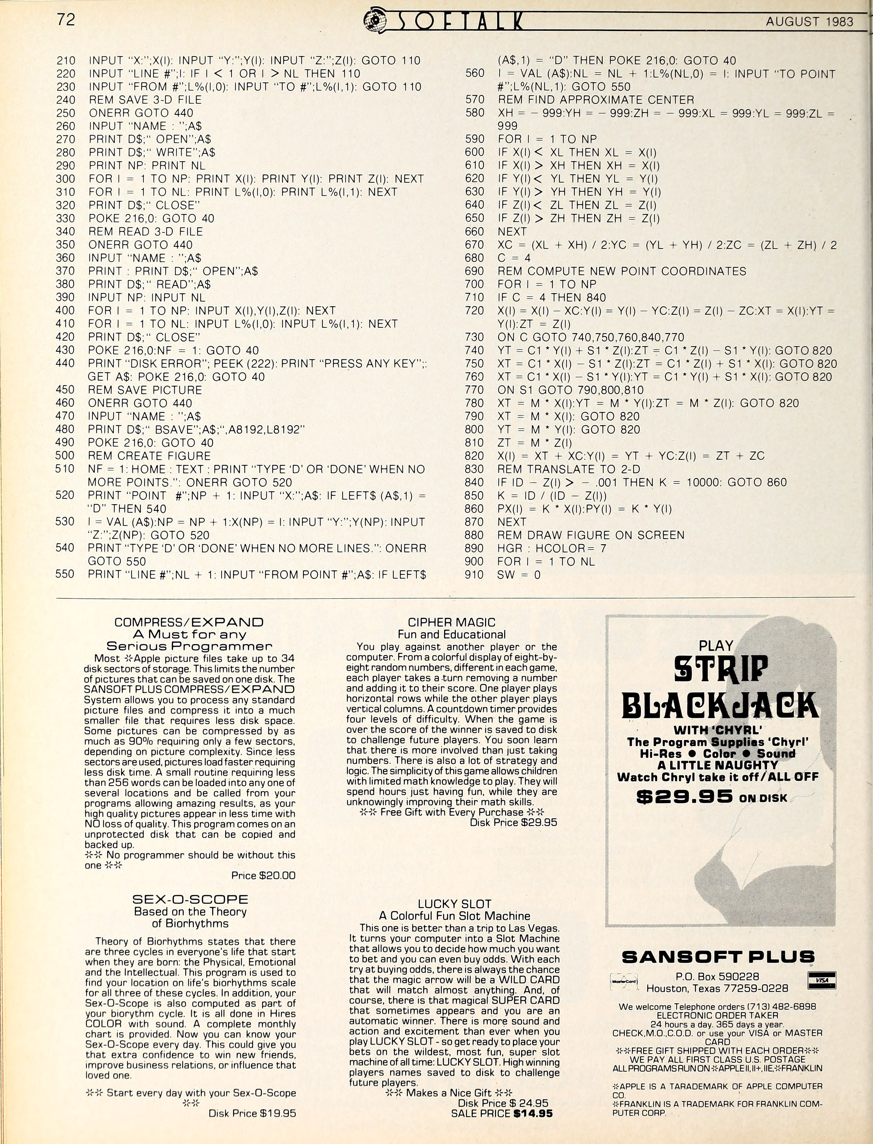 72
SOFTALK
AUGUST 1983
210 INPUT "X:";X(I): INPUT "Y:";Y(I): INPUT "Z:";Z(I): GOTO 110
220 INPUT "LINE #";I: IF I < 1 OR I > NL THEN 110
230 INPUT "FROM #";L%(I,0): INPUT "TO #";L%(I,1): GOTO 110
240 REM SAVE 3-D FILE
250 ONERR GOTO 440
260 INPUT "NAME : ";A$
270 PRINT D$;" OPEN";A$
280 PRINT D$;" WRITE";A$
290 PRINT NP: PRINT NL
300 FOR I = 1 TO NP: PRINT X(I): PRINT Y(I): PRINT Z(I): NEXT
310 FOR I = 1 TO NL: PRINT L%(I,0): PRINT L%(I,1): NEXT
320 PRINT D$;" CLOSE"
330 POKE 216,0: GOTO 40
340 REM READ 3-D FILE
350 ONERR GOTO 440
360 INPUT "NAME : ";A$
370 PRINT : PRINT D$;" OPEN";A$
380 PRINT D$;" READ";A$
390 INPUT NP: INPUT NL
400 FOR I = 1 TO NP: INPUT X(I),Y(I),Z(I): NEXT
410 FOR I = 1 TO NL: INPUT L%(I,0): INPUT L%(I,1): NEXT
420 PRINT D$;" CLOSE"
430 POKE 216,0:NF = 1: GOTO 40
440 PRINT "DISK ERROR"; PEEK (222): PRINT "PRESS ANY KEY";:
GET A$: POKE 216,0: GOTO 40
450 REM SAVE PICTURE
460 ONERR GOTO 440
470 INPUT "NAME : ";A$
480 PRINT D$;" BSAVE";A$;",A8192,L8192"
490 POKE 216,0: GOTO 40
500 REM CREATE FIGURE
510 NF = 1: HOME : TEXT : PRINT "TYPE 'D' OR 'DONE' WHEN NO
MORE POINTS.": ONERR GOTO 520
520 PRINT "POINT #";NP + 1: INPUT "X:";A$: IF LEFT$ (A$,1) =
"D" THEN 540
530 I = VAL (A$):NP = NP + 1:X(NP) = I: INPUT "Y:";Y(NP): INPUT
"Z:";Z(NP): GOTO 520
540 PRINT "TYPE 'D' OR 'DONE' WHEN NO MORE LINES.": ONERR
GOTO 550
550 PRINT "LINE #";NL + 1: INPUT "FROM POINT #";A$: IF LEFT$
(A$,1) = "D" THEN POKE 216,0: GOTO 40
560 I = VAL (A$):NL = NL + 1:L%(NL,0) = I: INPUT "TO POINT
#";L%(NL,1): GOTO 550
570 REM FIND APPROXIMATE CENTER
580 XH = - 999:YH = - 999:ZH = - 999:XL = 999:YL = 999:ZL =
999
590 FOR I = 1 TO NP
600 IF X(I) < XL THEN XL = X(I)
610 IF X(I) > XH THEN XH = X(I)
620 IF Y(I) < YL THEN YL = Y(I)
630 IF Y(I) > YH THEN YH = Y(I)
640 IF Z(I) < ZL THEN ZL = Z(I)
650 IF Z(I) > ZH THEN ZH = Z(I)
660 NEXT
670 XC = (XL + XH) / 2:YC = (YL + YH) / 2:ZC = (ZL + ZH) / 2
680 C = 4
690 REM COMPUTE NEW POINT COORDINATES
700 FOR I = 1 TO NP
710 IF C = 4 THEN 840
720 X(I) = X(I) - XC:Y(I) = Y(I) - YC:Z(I) = Z(I) - ZC:XT = X(I):YT =
Y(I):ZT = Z(I)
730 ON C GOTO 740,750,760,840,770
740 YT = C1 * Y(I) + S1 * Z(I):ZT = C1 * Z(I) - S1 * Y(I): GOTO 820
750 XT = C1 * X(I) - S1 * Z(I):ZT = C1 * Z(I) + S1 * X(I): GOTO 820
760 XT = C1 * X(I) - S1 * Y(I):YT = C1 * Y(I) + S1 * X(I): GOTO 820
770 ON S1 GOTO 790,800,810
780 XT = M * X(I):YT = M * Y(I):ZT = M * Z(I): GOTO 820
790 XT = M * X(I): GOTO 820
800 YT = M * Y(I): GOTO 820
810 ZT = M * Z(I)
820 X(I) = XT + XC:Y(I) = YT + YC:Z(I) = ZT + ZC
830 REM TRANSLATE TO 2-D
840 IF ID - Z(I) > - .001 THEN K = 10000: GOTO 860
850 K = ID / (ID - Z(I))
860 PX(I) = K * X(I):PY(I) = K * Y(I)
870 NEXT
880 REM DRAW FIGURE ON SCREEN
890 HGR : HCOLOR= 7
900 FOR I = 1 TO NL
910 SW = 0
COMPRESS/EXPAND
A Must for any
Serious Programmer
Most ※Apple picture files take up to 34
disk sectors of storage. This limits the number
of pictures that can be saved on one disk. The
SANSOFT PLUS COMPRESS/EXPAND
System allows you to process any standard
picture files and compress it into a much
smaller file that requires less disk space.
Some pictures can be compressed by as
much as 90% requiring only a few sectors,
depending on picture complexity. Since less
sectors are used, pictures load faster requiring
less disk time. A small routine requiring less
than 256 words can be loaded into any one of
several locations and be called from your
programs allowing amazing results, as your
high quality pictures appear in less time with
NO loss of quality. This program comes on an
unprotected disk that can be copied and
backed up.
※※ No programmer should be without this
one ※※
Price $20.00
SEX-O-SCOPE
Based on the Theory
of Biorhythms
Theory of Biorhythms states that there
are three cycles in everyone's life that start
when they are born: the Physical, Emotional
and the Intellectual. This program is used to
find your location on life's biorhythms scale
for all three of these cycles. In addition, your
Sex-O-Scope is also computed as part of
your biorythm cycle. It is all done in Hires
COLOR with sound. A complete monthly
chart is provided. Now you can know your
Sex-O-Scope every day. This could give you
that extra confidence to win new friends,
improve business relations, or influence that
loved one.
※※ Start every day with your Sex-O-Scope
※※
Disk Price $19.95
CIPHER MAGIC
Fun and Educational
You play against another player or the
computer. From a colorful display of eight-by-
eight random numbers, different in each game,
each player takes a turn removing a number
and adding it to their score. One player plays
horizontal rows while the other player plays
vertical columns. A countdown timer provides
four levels of difficulty. When the game is
over the score of the winner is saved to disk
to challenge future players. You soon learn
that there is more involved than just taking
numbers. There is also a lot of strategy and
logic. The simplicity of this game allows children
with limited math knowledge to play. They will
spend hours just having fun, while they are
unknowingly improving their math skills.
※※ Free Gift with Every Purchase ※※
Disk Price $29.95
LUCKY SLOT
A Colorful Fun Slot Machine
This one is better than a trip to Las Vegas.
It turns your computer into a Slot Machine
that allows you to decide how much you want
to bet and you can even buy odds. With each
try at buying odds, there is always the chance
that the magic arrow will be a WILD CARD
that will match almost anything. And, of
course, there is that magical SUPER CARD
that sometimes appears and you are an
automatic winner. There is more sound and
action and excitement than ever when you
play LUCKY SLOT - so get ready to place your
bets on the wildest, most fun, super slot
machine of all time: LUCKY SLOT. High winning
players names saved to disk to challenge
future players.
※※ Makes a Nice Gift ※※
Disk Price $ 24.95
SALE PRICE $14.95
PLAY
STRIP
BLACKJACK
WITH 'CHYRL'
The Program Supplies 'Chyrl'
Hi-Res ● Color ● Sound
A LITTLE NAUGHTY
Watch Chryl take it off/ALL OFF
$29.95 ON DISK
SANSOFT PLUS
MasterCard
P.O. Box 590228
Houston, Texas 77259-0228
VISA
We welcome Telephone orders (713) 482-6898
ELECTRONIC ORDER TAKER
24 hours a day. 365 days a year.
CHECK,M.O.,C.O.D. or use your VISA or MASTER
CARD
※※FREE GIFT SHIPPED WITH EACH ORDER※※
WE PAY ALL FIRST CLASS U.S. POSTAGE
ALL PROGRAMS RUN ON ※APPLE II, II+, IIE, ※FRANKLIN
※APPLE IS A TARADEMARK OF APPLE COMPUTER
CO.
※FRANKLIN IS A TRADEMARK FOR FRANKLIN COM-
PUTER CORP.